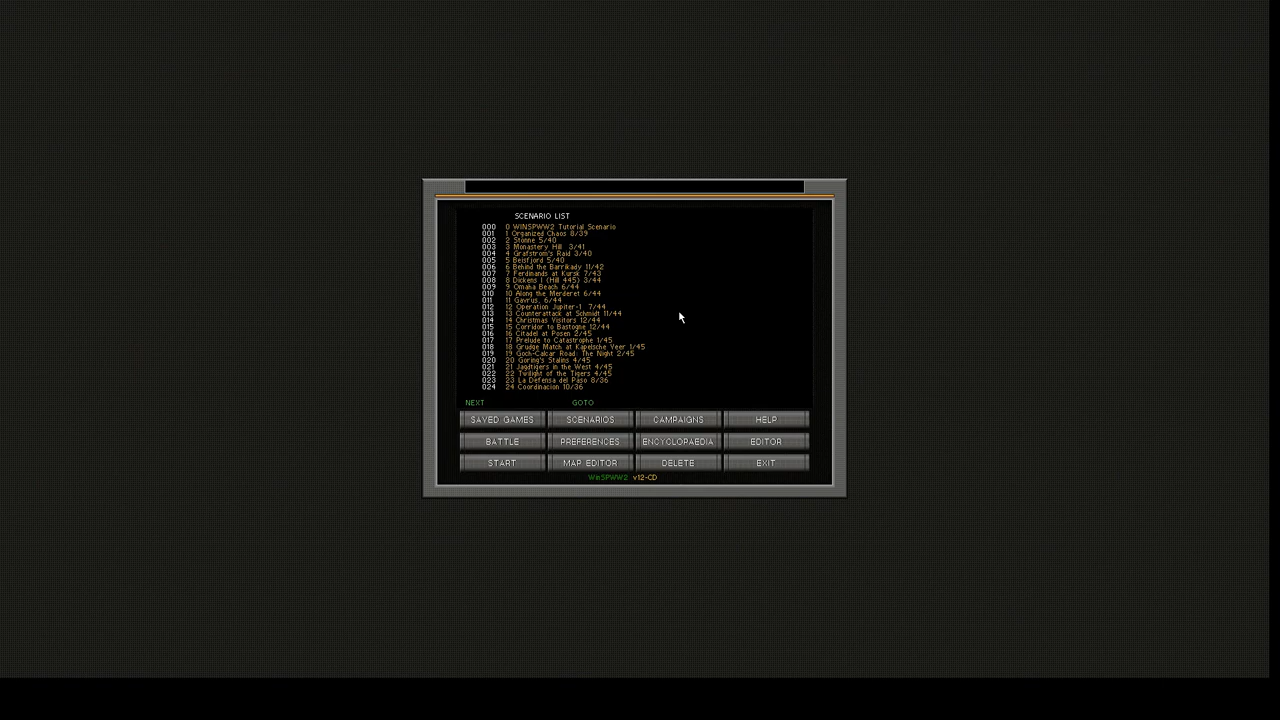 SCENARIO LIST
000 0 WINSPWW2 Tutorial Scenario
001 1 Organized Chaos 8/39
002 2 Stonne 5/40
003 3 Monastery Hill 3/41
004 4 Grafstrom's Raid 3/40
005 5 Beisfjord 5/40
006 6 Behind the Barrikady 11/42
007 7 Ferdinands at Kursk 7/43
008 8 Dickens I (Hill 445) 3/44
009 9 Omaha Beach 6/44
010 10 Along the Merderet 6/44
011 11 Gavrus, 6/44
012 12 Operation Jupiter-1 7/44
013 13 Counterattack at Schmidt 11/44
014 14 Christmas Visitors 12/44
015 15 Corridor to Bastogne 12/44
016 16 Citadel at Posen 2/45
017 17 Prelude to Catastrophe 1/45
018 18 Grudge Match at Kapelsche Veer 1/45
019 19 Goch-Calcar Road: The Night 2/45
020 20 Goring's Stalins 4/45
021 21 Jagdtigers in the West 4/45
022 22 Twilight of the Tigers 4/45
023 23 La Defensa del Paso 8/36
024 24 Coordinacion 10/36
NEXT GOTO
SAVED GAMES SCENARIOS CAMPAIGNS HELP
BATTLE PREFERENCES ENCYCLOPAEDIA EDITOR
START MAP EDITOR DELETE EXIT
WinSPWW2 v12-CD